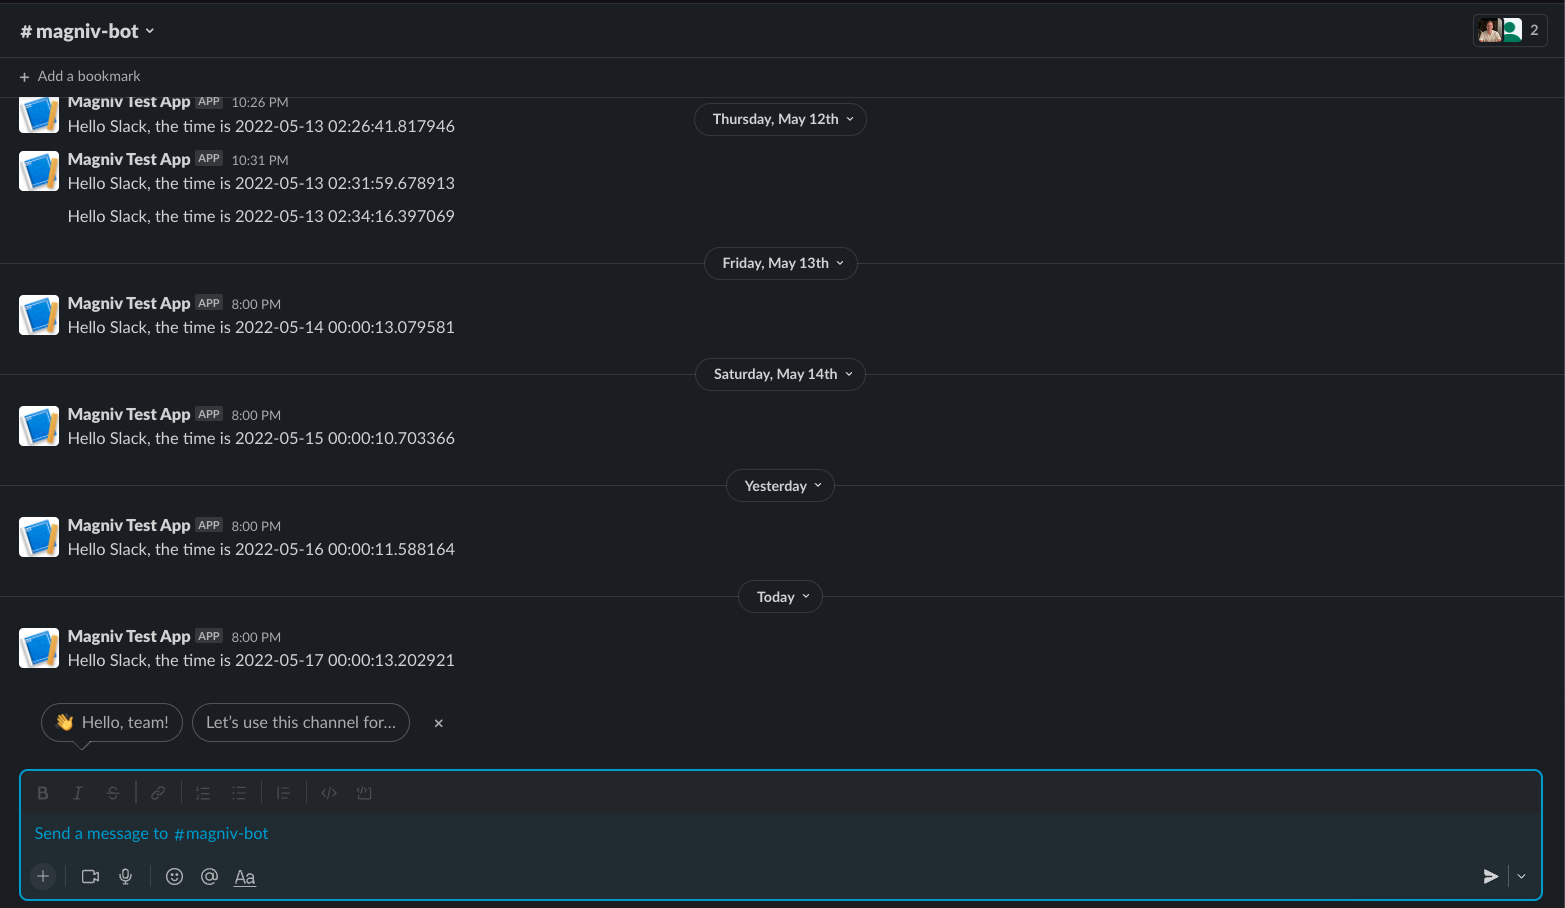 # magniv-bot
2
+ Add a bookmark
Magniv Test App APP 10:26 PM
Hello Slack, the time is 2022-05-13 02:26:41.817946
Thursday, May 12th
Magniv Test App APP 10:31 PM
Hello Slack, the time is 2022-05-13 02:31:59.678913
Hello Slack, the time is 2022-05-13 02:34:16.397069
Friday, May 13th
Magniv Test App APP 8:00 PM
Hello Slack, the time is 2022-05-14 00:00:13.079581
Saturday, May 14th
Magniv Test App APP 8:00 PM
Hello Slack, the time is 2022-05-15 00:00:10.703366
Yesterday
Magniv Test App APP 8:00 PM
Hello Slack, the time is 2022-05-16 00:00:11.588164
Today
Magniv Test App APP 8:00 PM
Hello Slack, the time is 2022-05-17 00:00:13.202921
👋 Hello, team! Let's use this channel for... ×
B I S
Send a message to #magniv-bot
+ @ Aa